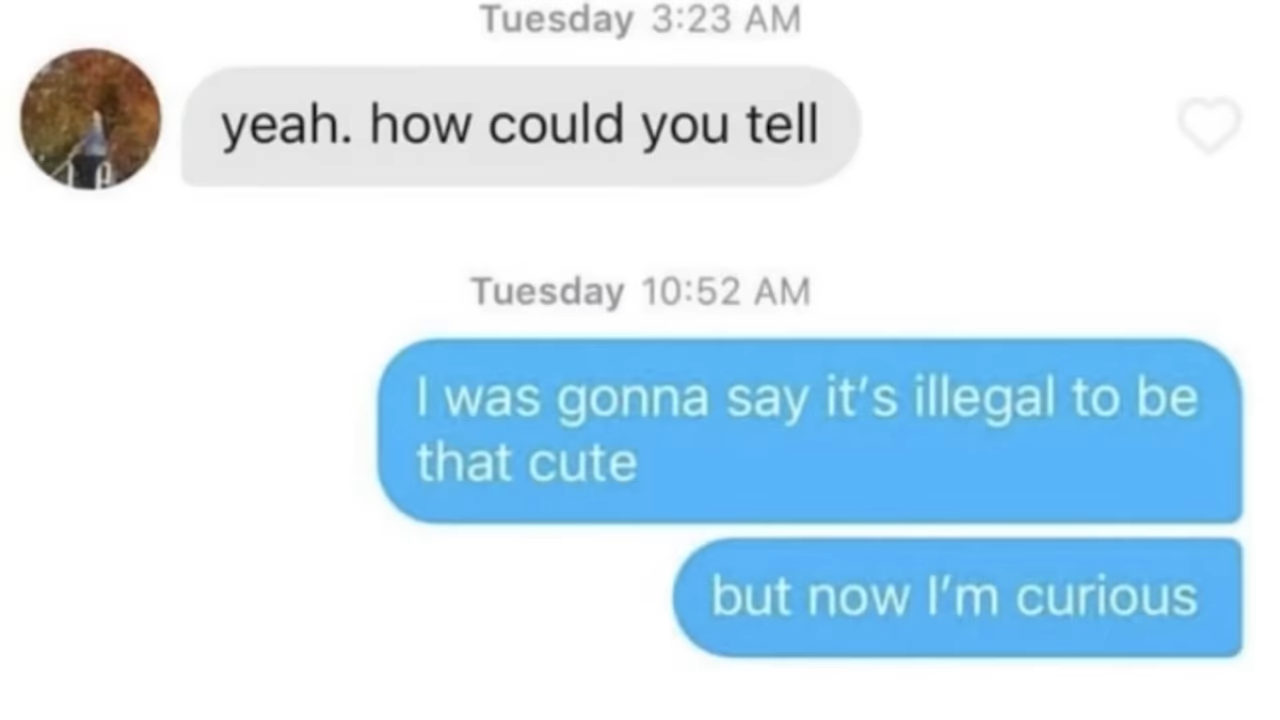 Tuesday 3:23 AM
yeah. how could you tell
Tuesday 10:52 AM
I was gonna say it's illegal to be
that cute
but now I'm curious